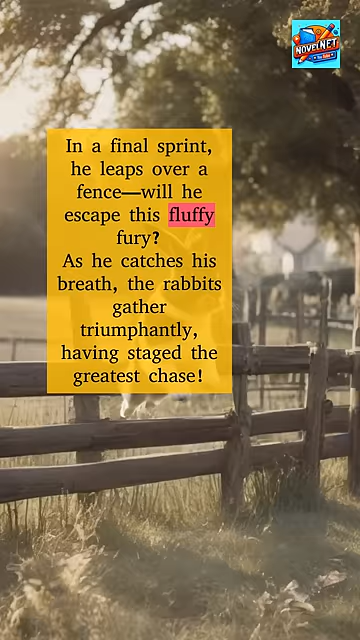 NOVELNET
In a final sprint,
he leaps over a
fence—will he
escape this fluffy
fury?
As he catches his
breath, the rabbits
gather
triumphantly,
having staged the
greatest chase!